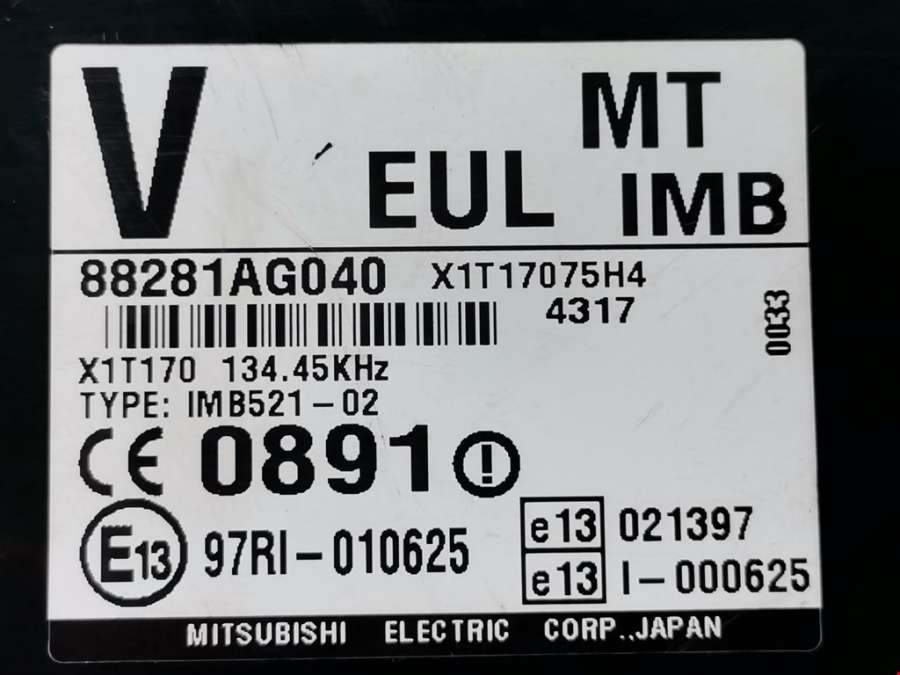 V
MT
EUL
IMB
88281AG040 X1T17075H4
4317
0033
X1T170 134.45KHz
TYPE: IMB521-02
CE 0891
E13 97RI-010625
e13 021397
e13 I-000625
MITSUBISHI ELECTRIC CORP.,JAPAN